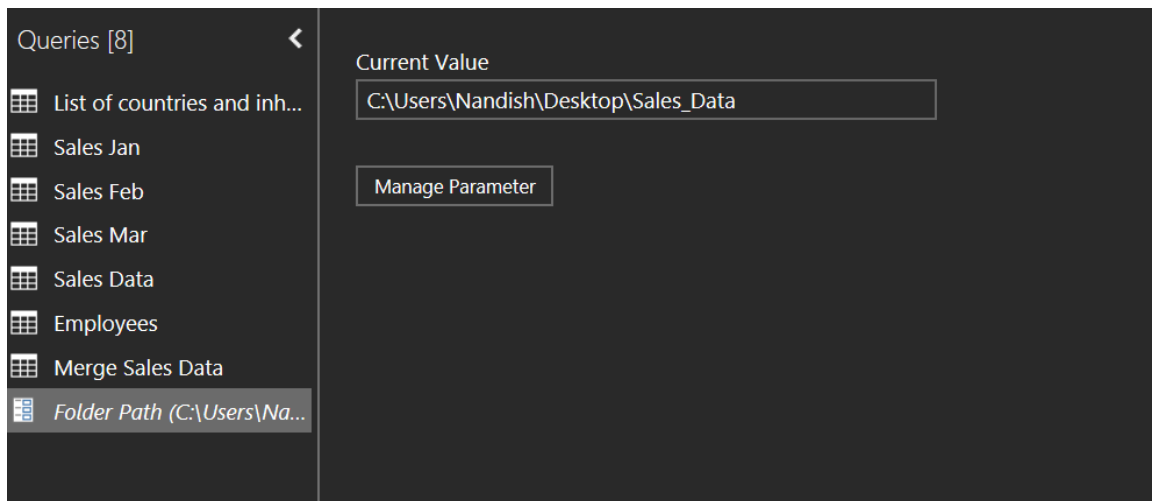 Queries [8]
List of countries and inh...
Sales Jan
Sales Feb
Sales Mar
Sales Data
Employees
Merge Sales Data
Folder Path (C:\Users\Na...
Current Value
C:\Users\Nandish\Desktop\Sales_Data
Manage Parameter